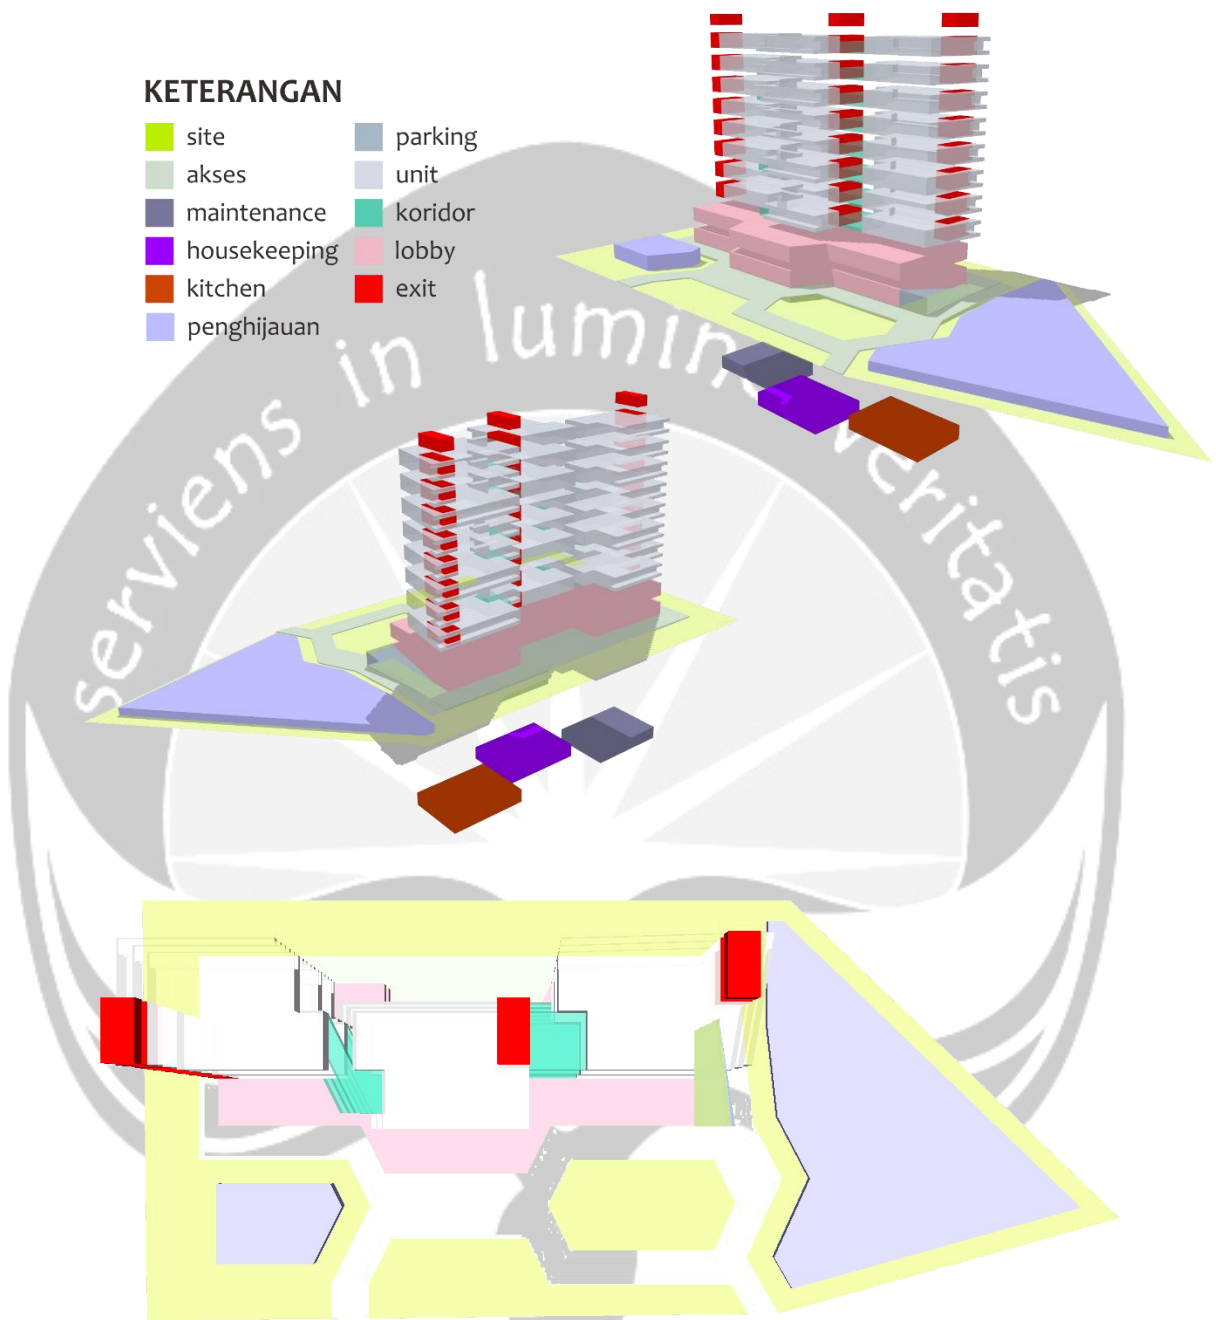 KETERANGAN
site
akses
maintenance
housekeeping
kitchen
penghijauan
parking
unit
koridor
lobby
exit
serviens in lumine veritatis